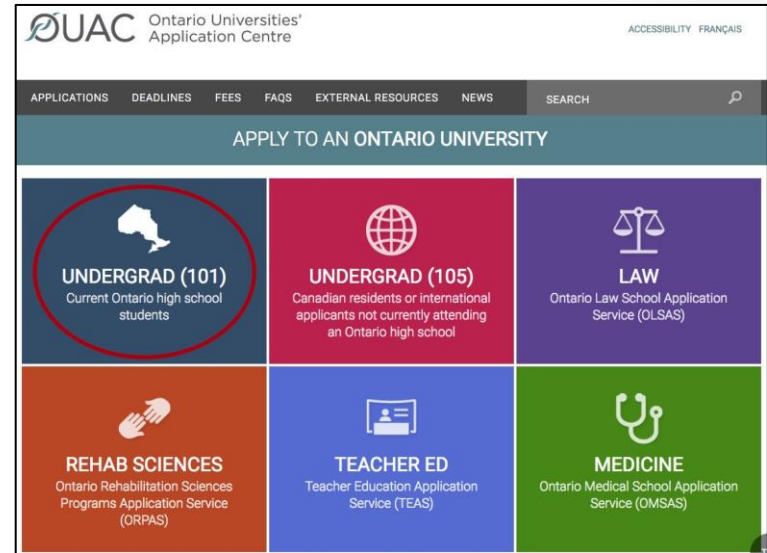 OUAC Ontario Universities'
Application Centre
ACCESSIBILITY FRANÇAIS
APPLICATIONS DEADLINES FEES FAQS EXTERNAL RESOURCES NEWS SEARCH
APPLY TO AN ONTARIO UNIVERSITY
UNDERGRAD (101)
Current Ontario high school
students
UNDERGRAD (105)
Canadian residents or international
applicants not currently attending
an Ontario high school
LAW
Ontario Law School Application
Service (OLSAS)
REHAB SCIENCES
Ontario Rehabilitation Sciences
Programs Application Service
(ORPAS)
TEACHER ED
Teacher Education Application
Service (TEAS)
MEDICINE
Ontario Medical School Application
Service (OMSAS)